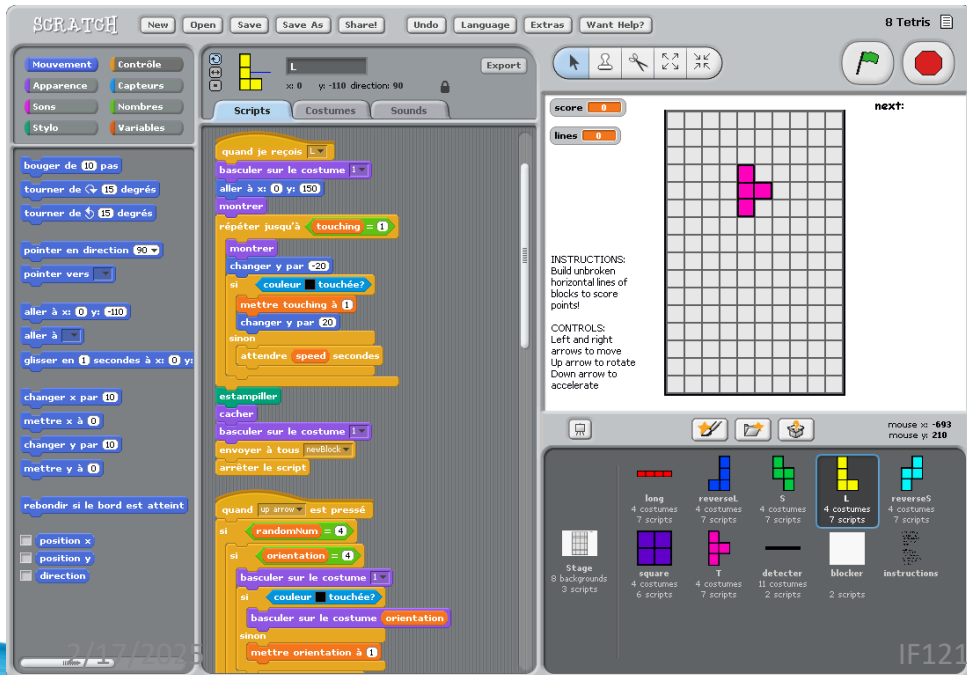 SCRATCH New Open Save Save As Share! Undo Language Extras Want Help? 8 Tetris
Mouvement Contrôle
Apparence Capteurs
Sons Nombres
Stylo Variables
L
Export
x: 0 y: -110 direction: 90
Scripts Costumes Sounds
bouger de 10 pas
tourner de 15 degrés
tourner de 15 degrés
pointer en direction 90
pointer vers
aller à x: 0 y: -110
aller à
glisser en 1 secondes à x: 0 y:
changer x par 10
mettre x à 0
changer y par 10
mettre y à 0
rebondir si le bord est atteint
position x
position y
direction
quand je reçois L
basculer sur le costume 1
aller à x: 0 y: 150
montrer
répéter jusqu'à touching = 1
montrer
changer y par -20
si couleur touchée?
mettre touching à 1
changer y par 20
sinon
attendre speed secondes
estampiller
cacher
basculer sur le costume 1
envoyer à tous newBlock
arrêter le script
quand up arrow est pressé
si randomNum = 4
si orientation = 4
basculer sur le costume 1
si couleur touchée?
basculer sur le costume orientation
sinon
mettre orientation à 1
score 0
lines 0
next:
INSTRUCTIONS:
Build unbroken
horizontal lines of
blocks to score
points!
CONTROLS:
Left and right
arrows to move
Up arrow to rotate
Down arrow to
accelerate
mouse x: -693
mouse y: 210
long
4 costumes
7 scripts
reverseL
4 costumes
7 scripts
S
4 costumes
7 scripts
L
4 costumes
7 scripts
reverseS
4 costumes
7 scripts
Stage
8 backgrounds
3 scripts
square
4 costumes
6 scripts
T
4 costumes
7 scripts
detecter
11 costumes
2 scripts
blocker
2 scripts
instructions
2/17/2025
IF121